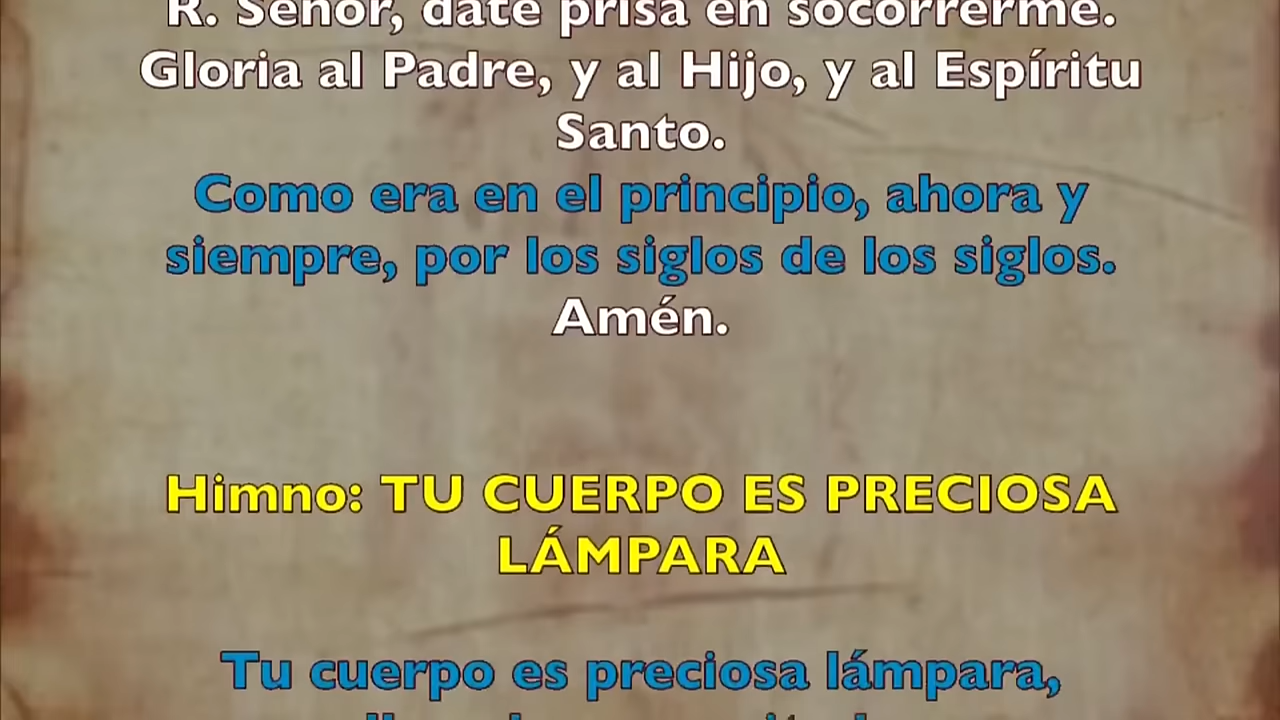 R. Señor, date prisa en socorrerme.
Gloria al Padre, y al Hijo, y al Espíritu
Santo.
Como era en el principio, ahora y
siempre, por los siglos de los siglos.
Amén.
Himno: TU CUERPO ES PRECIOSA
LÁMPARA
Tu cuerpo es preciosa lámpara,